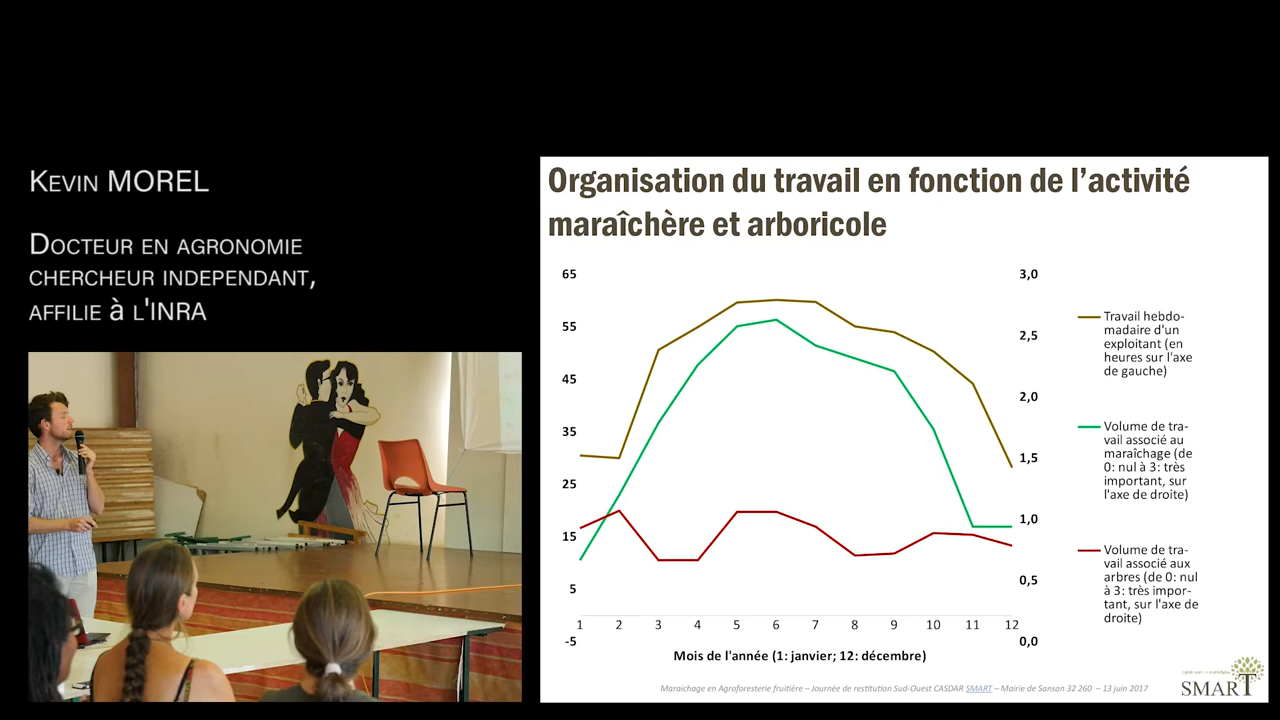 Kevin MOREL
Docteur en agronomie
chercheur independant,
affilie à l'INRA
Organisation du travail en fonction de l'activité
maraîchère et arboricole
65
55
45
35
25
15
5
-5
3,0
2,5
2,0
1,5
1,0
0,5
0,0
1 2 3 4 5 6 7 8 9 10 11 12
Mois de l'année (1: janvier; 12: décembre)
Travail hebdo-
madaire d'un
exploitant (en
heures sur l'axe
de gauche)
Volume de tra-
vail associé au
maraîchage (de
0: nul à 3: très
important, sur
l'axe de droite)
Volume de tra-
vail associé aux
arbres (de 0: nul
à 3: très impor-
tant, sur l'axe de
droite)
Maraichage en Agroforesterie fruitière – Journée de restitution Sud-Ouest CASDAR SMART – Mairie de Sansan 32 260 – 13 juin 2017
SMART